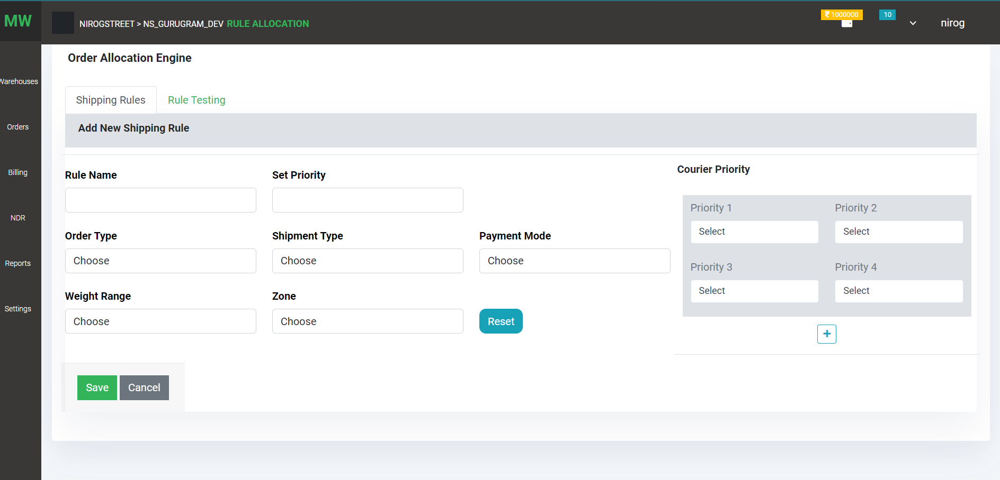 MW
NIROGSTREET > NS_GURUGRAM_DEV RULE ALLOCATION
₹ 1000000
10
nirog
Warehouses
Orders
Billing
NDR
Reports
Settings
Order Allocation Engine
Shipping Rules
Rule Testing
Add New Shipping Rule
Rule Name
Set Priority
Order Type
Shipment Type
Payment Mode
Choose
Choose
Choose
Weight Range
Zone
Choose
Choose
Reset
Courier Priority
Priority 1
Priority 2
Select
Select
Priority 3
Priority 4
Select
Select
+
Save
Cancel